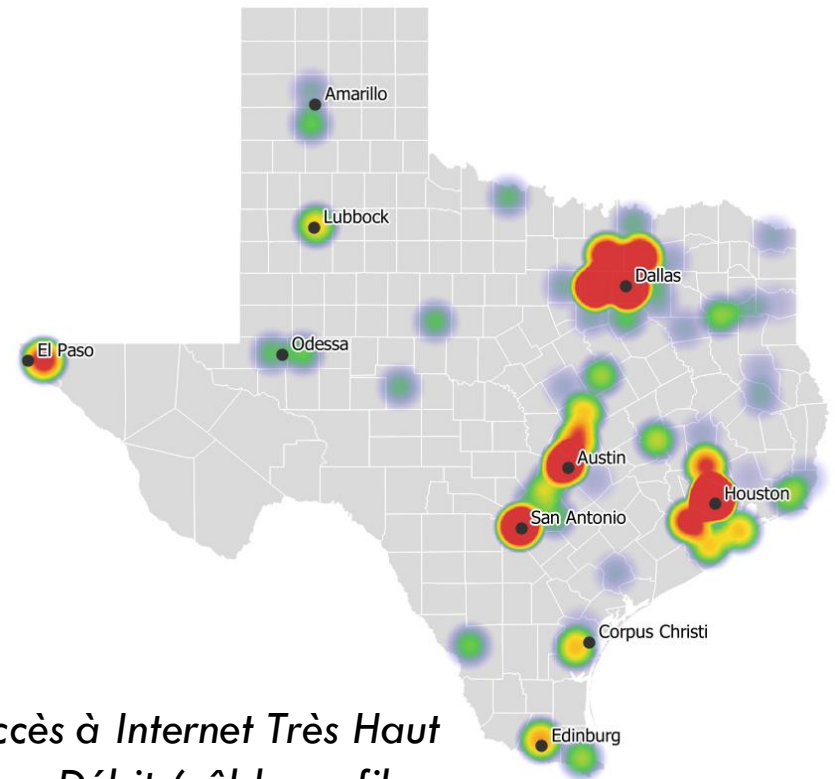 Amarillo
Lubbock
Dallas
Odessa
El Paso
Austin
Houston
San Antonio
Corpus Christi
Edinburg
ccès à Internet Très Haut